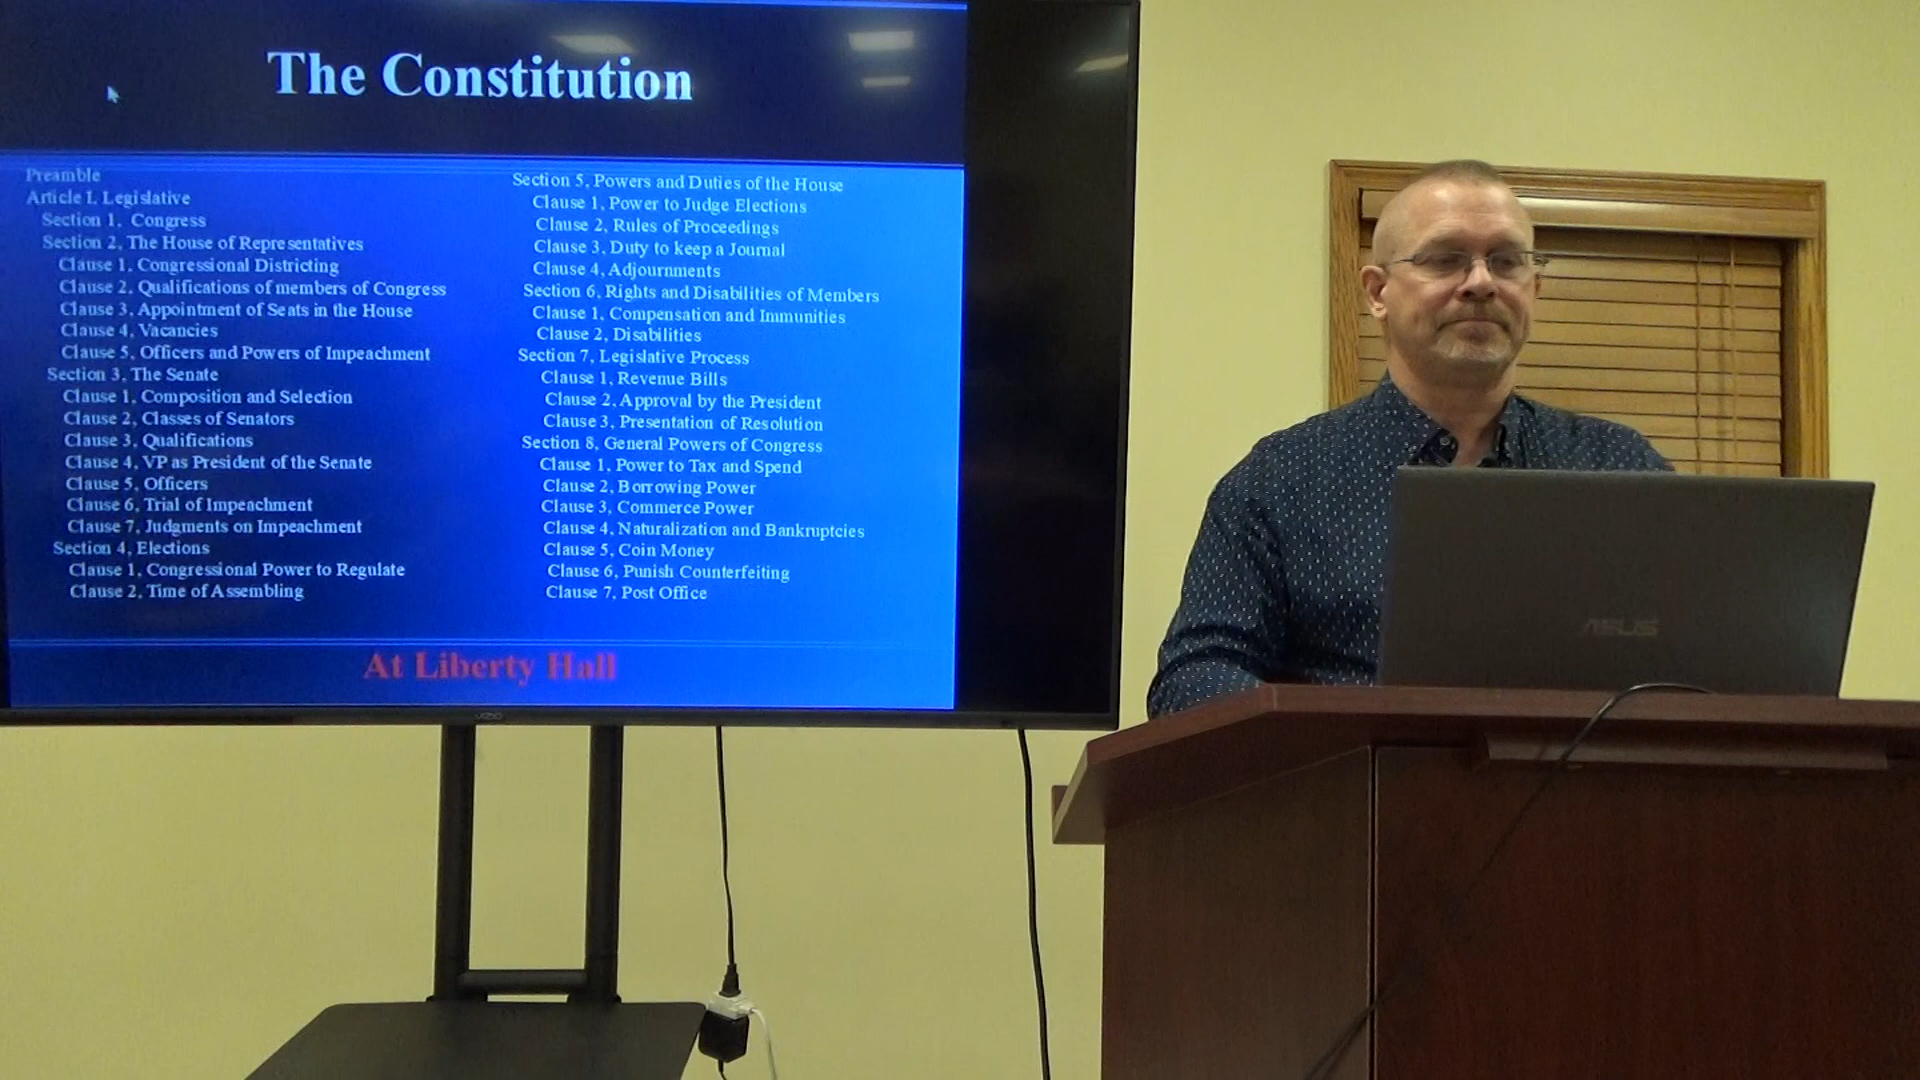 The Constitution
Preamble
Article I, Legislative
Section 1, Congress
Section 2, The House of Representatives
Clause 1, Congressional Districting
Clause 2, Qualifications of members of Congress
Clause 3, Appointment of Seats in the House
Clause 4, Vacancies
Clause 5, Officers and Powers of Impeachment
Section 3, The Senate
Clause 1, Composition and Selection
Clause 2, Classes of Senators
Clause 3, Qualifications
Clause 4, VP as President of the Senate
Clause 5, Officers
Clause 6, Trial of Impeachment
Clause 7, Judgments on Impeachment
Section 4, Elections
Clause 1, Congressional Power to Regulate
Clause 2, Time of Assembling
Section 5, Powers and Duties of the House
Clause 1, Power to Judge Elections
Clause 2, Rules of Proceedings
Clause 3, Duty to keep a Journal
Clause 4, Adjournments
Section 6, Rights and Disabilities of Members
Clause 1, Compensation and Immunities
Clause 2, Disabilities
Section 7, Legislative Process
Clause 1, Revenue Bills
Clause 2, Approval by the President
Clause 3, Presentation of Resolution
Section 8, General Powers of Congress
Clause 1, Power to Tax and Spend
Clause 2, Borrowing Power
Clause 3, Commerce Power
Clause 4, Naturalization and Bankruptcies
Clause 5, Coin Money
Clause 6, Punish Counterfeiting
Clause 7, Post Office
At Liberty Hall
VIZIO
ASUS